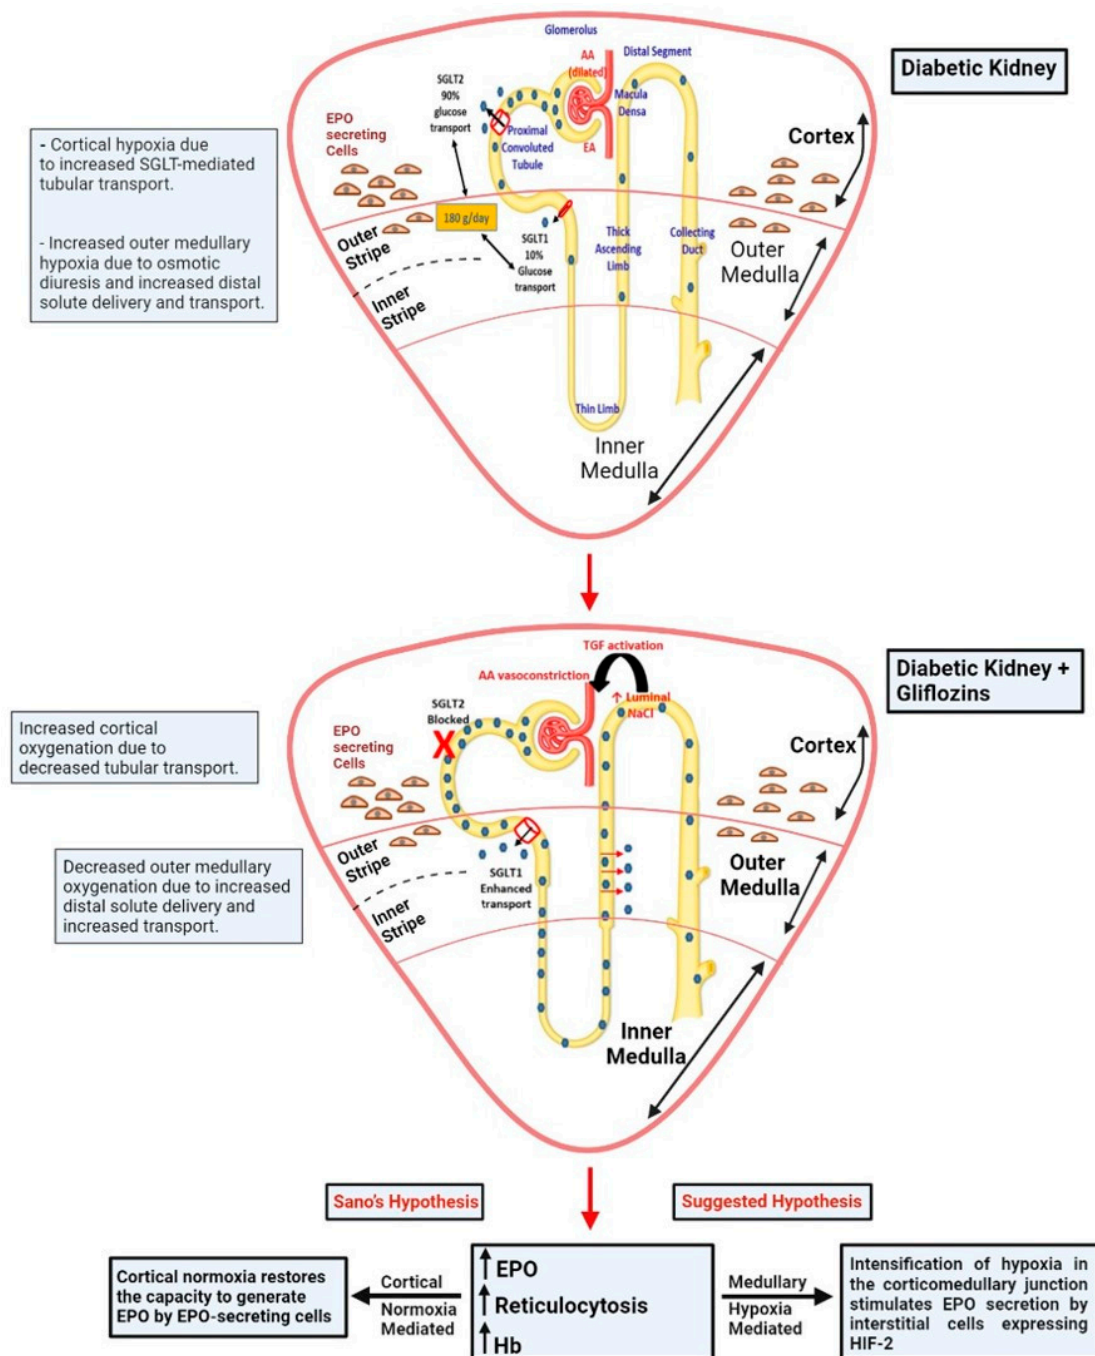 Diabetic Kidney
Glomerolus
AA
(dilated)
Distal Segment
Macula
Densa
EA
SGLT2
90%
glucose
transport
Proximal
Convoluted
Tubule
EPO
secreting
Cells
Cortex
- Cortical hypoxia due
to increased SGLT-mediated
tubular transport.
- Increased outer medullary
hypoxia due to osmotic
diuresis and increased distal
solute delivery and transport.
180 g/day
Outer
Stripe
Inner
Stripe
SGLT1
10%
Glucose
transport
Thick
Ascending
Limb
Collecting
Duct
Outer
Medulla
Thin Limb
Inner
Medulla
Diabetic Kidney +
Gliflozins
TGF activation
AA vasoconstriction
↑ Luminal
NaCl
SGLT2
Blocked
X
EPO
secreting
Cells
Cortex
Increased cortical
oxygenation due to
decreased tubular transport.
Decreased outer medullary
oxygenation due to increased
distal solute delivery and
increased transport.
Outer
Stripe
Inner
Stripe
SGLT1
Enhanced
transport
Outer
Medulla
Inner
Medulla
Sano's Hypothesis
Suggested Hypothesis
Cortical normoxia restores
the capacity to generate
EPO by EPO-secreting cells
Cortical
Normoxia
Mediated
↑ EPO
↑ Reticulocytosis
↑ Hb
Medullary
Hypoxia
Mediated
Intensification of hypoxia in
the corticomedullary junction
stimulates EPO secretion by
interstitial cells expressing
HIF-2